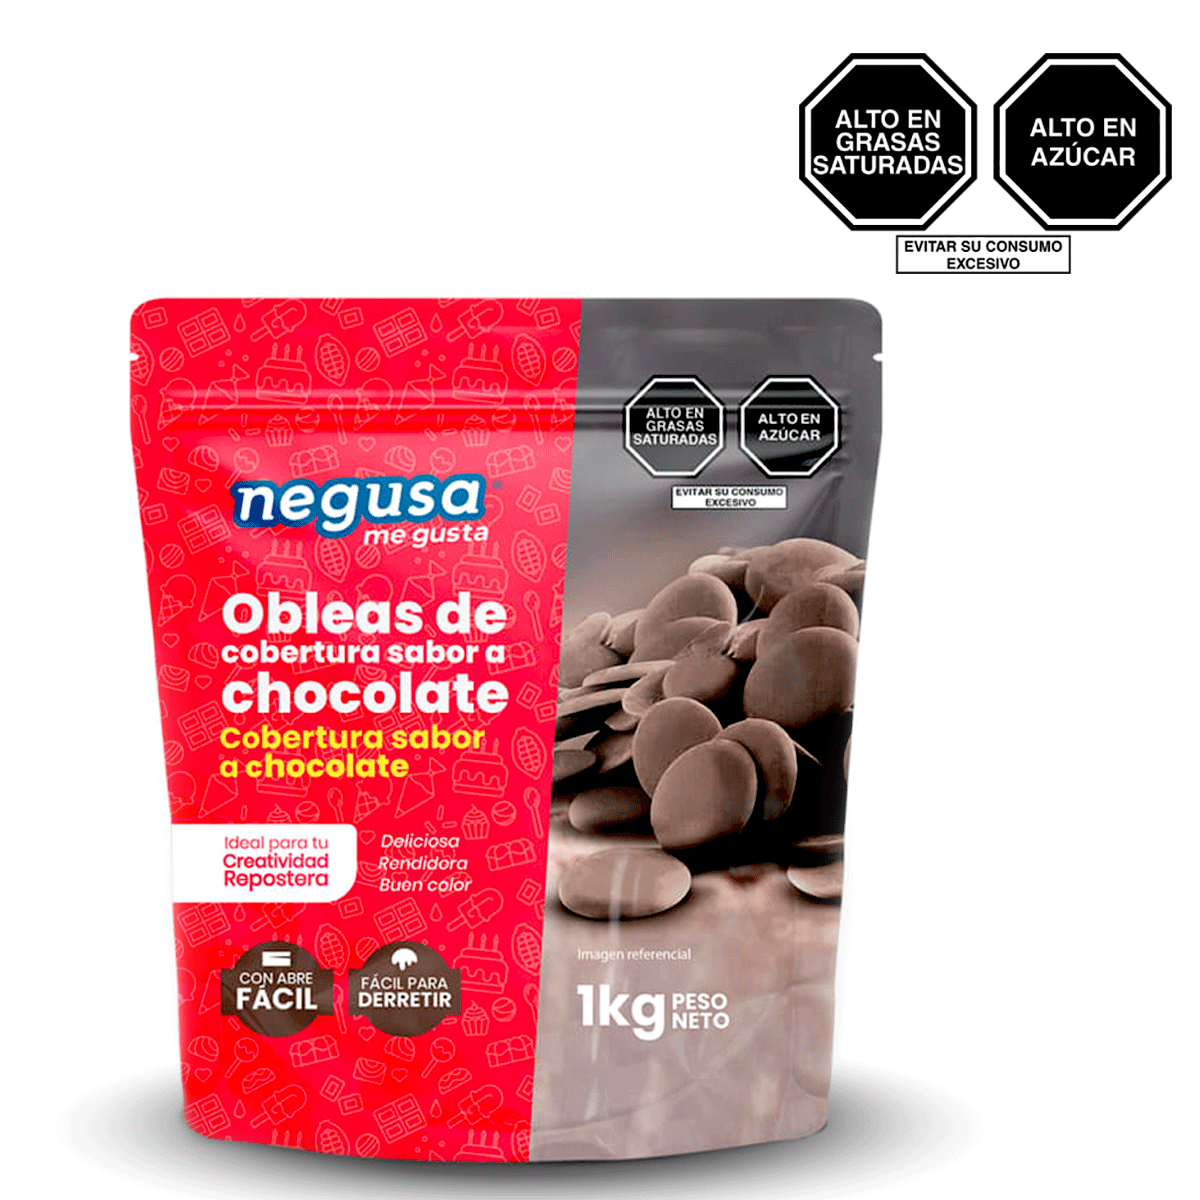 ALTO EN
GRASAS
SATURADAS
ALTO EN
AZÚCAR
EVITAR SU CONSUMO
EXCESIVO
ALTO EN
GRASAS
SATURADAS
ALTO EN
AZÚCAR
EVITAR SU CONSUMO
EXCESIVO
negusa®
me gusta
Obleas de
cobertura sabor a
chocolate
Cobertura sabor
a chocolate
Ideal para tu
Creatividad
Repostera
Deliciosa
Rendidora
Buen color
CON ABRE
FÁCIL
FÁCIL PARA
DERRETIR
Imagen referencial
1kg PESO
NETO